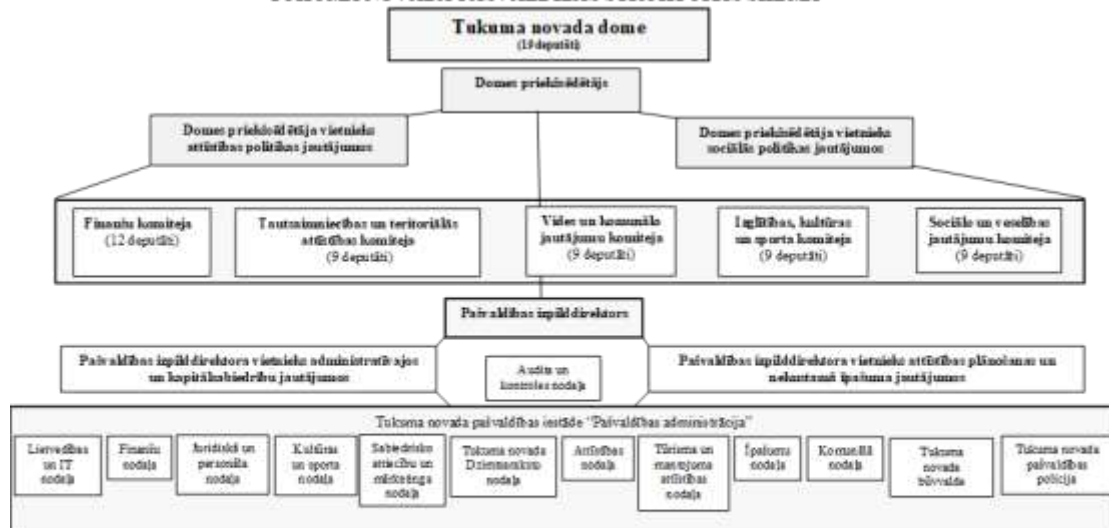 Tukuma novada dome
(19 deputāti)
Domes priekšsēdētājs
Domes priekšsēdētāja vietnieks
attīstības politikas jautājumos
Domes priekšsēdētāja vietnieks
sociālās politikas jautājumos
Finanšu komiteja
(12 deputāti)
Tautsaimniecības un teritoriālās
attīstības komiteja
(9 deputāti)
Vides un komunālo
jautājumu komiteja
(9 deputāti)
Izglītības, kultūras
un sporta komiteja
(9 deputāti)
Sociālo un veselības
jautājumu komiteja
(9 deputāti)
Pašvaldības izpilddirektors
Pašvaldības izpilddirektora vietnieks administratīvajos
un kapitālsabiedrību jautājumos
Audita un
kontroles nodaļa
Pašvaldības izpilddirektora vietnieks attīstības plānošanas un
nekustamā īpašuma jautājumos
Tukuma novada pašvaldības iestāde "Pašvaldības administrācija"
Lietvedības
un IT
nodaļa
Finanšu
nodaļa
Juridiskā un
personāla
nodaļa
Kultūras
un sporta
nodaļa
Sabiedrisko
attiecību un
mārketinga
nodaļa
Tukuma novada
Dzimtsarakstu
nodaļa
Attīstības
nodaļa
Tūrisma un
mantojuma
attīstības
nodaļa
Īpašumu
nodaļa
Komunālā
nodaļa
Tukuma
novada
būvvalde
Tukuma novada
pašvaldības
policija